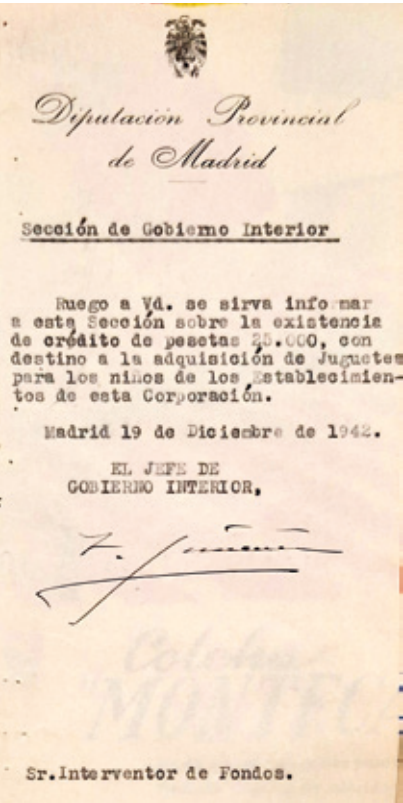 Diputación Provincial
de Madrid
Sección de Gobierno Interior
Ruego a Vd. se sirva informar
a esta Sección sobre la existencia
de crédito de pesetas 25.000, con
destino a la adquisición de Juguetes
para los niños de los Establecimien-
tos de esta Corporación.
Madrid 19 de Diciembre de 1942.
EL JEFE DE
GOBIERNO INTERIOR,
Sr.Interventor de Fondos.